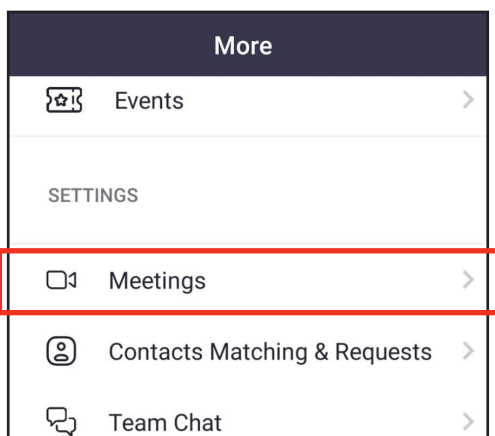 More
Events
SETTINGS
Meetings
Contacts Matching & Requests
Team Chat